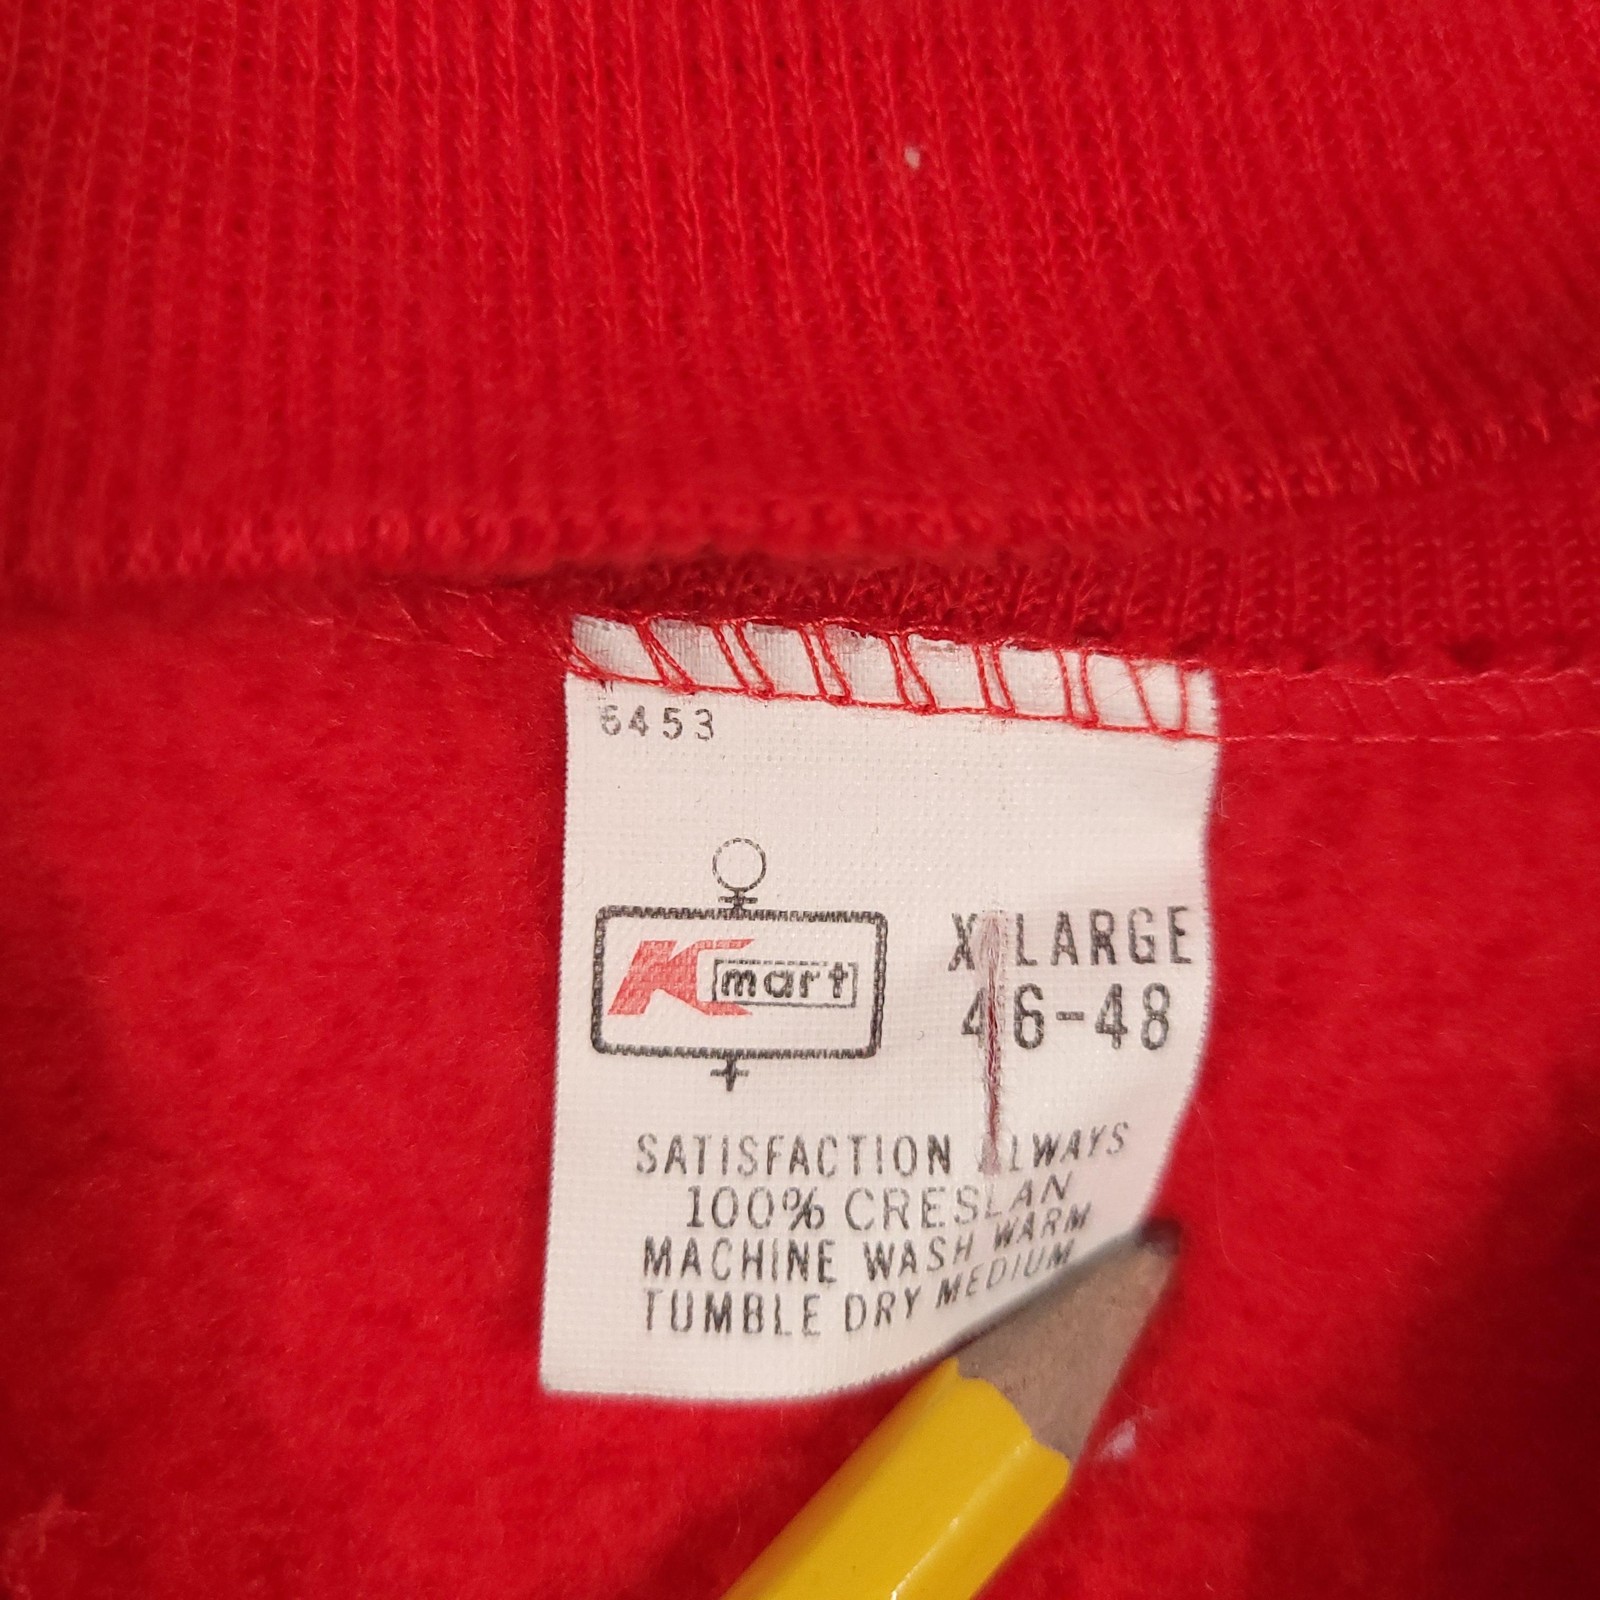 6453
Kmart
X LARGE
46-48
SATISFACTION ALWAYS
100% CRESLAN
MACHINE WASH WARM
TUMBLE DRY MEDIUM